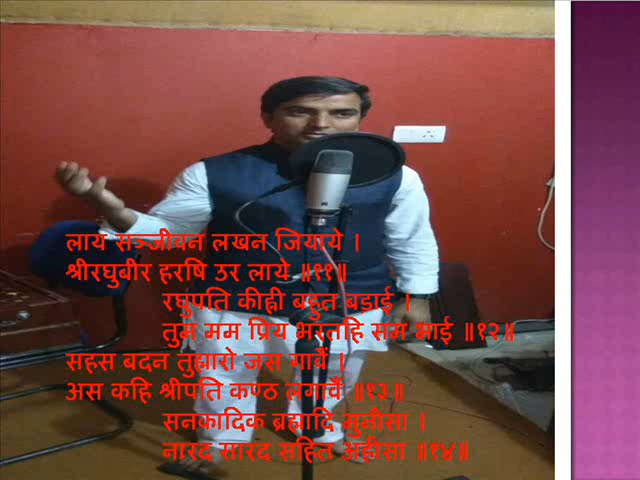 लाय सञ्जीवन लखन जियाये ।
श्रीरघुबीर हरषि उर लाये ॥११॥
रघुपति कीह्नी बहुत बडाई ।
तुम मम प्रिय भरतहि सम भाई ॥१२॥
सहस बदन तुह्मारो जस गावैं ।
अस कहि श्रीपति कण्ठ लगावैं ॥१३॥
सनकादिक ब्रह्मादि मुनीसा ।
नारद सारद सहित अहीसा ॥१४॥